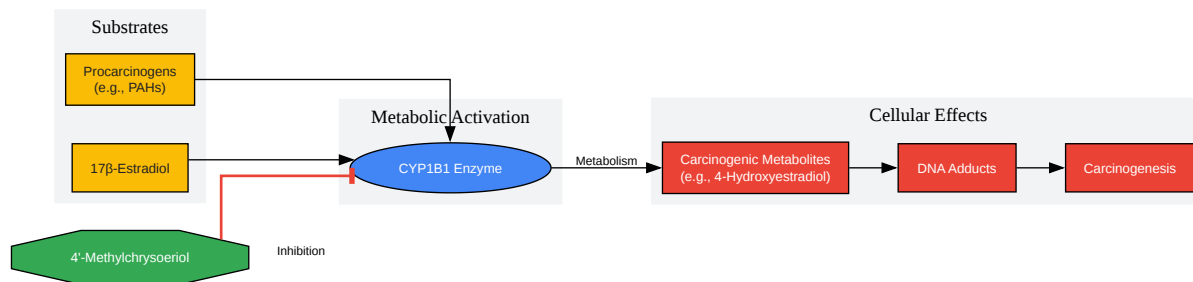 Substrates
Procarcinogens
(e.g., PAHs)
17β-Estradiol
4'-Methylchrysoeriol
Inhibition
Metabolic Activation
CYP1B1 Enzyme
Metabolism
Cellular Effects
Carcinogenic Metabolites
(e.g., 4-Hydroxyestradiol)
DNA Adducts
Carcinogenesis